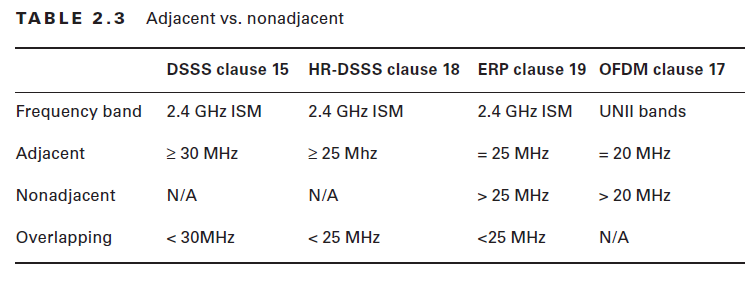 TABLE 2.3 Adjacent vs. nonadjacent
DSSS clause 15 HR-DSSS clause 18 ERP clause 19 OFDM clause 17
Frequency band 2.4 GHz ISM 2.4 GHz ISM 2.4 GHz ISM UNII bands
Adjacent ≥ 30 MHz ≥ 25 Mhz = 25 MHz = 20 MHz
Nonadjacent N/A N/A > 25 MHz > 20 MHz
Overlapping < 30MHz < 25 MHz <25 MHz N/A